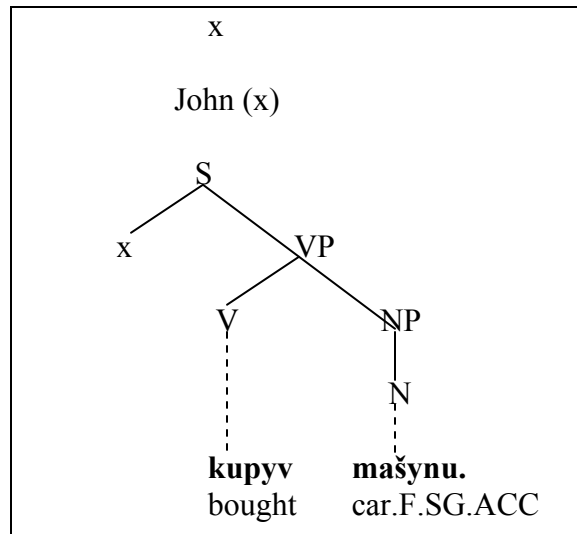 x
John (x)
S
x VP
V NP
N
kupyv mašynu.
bought car.F.SG.ACC